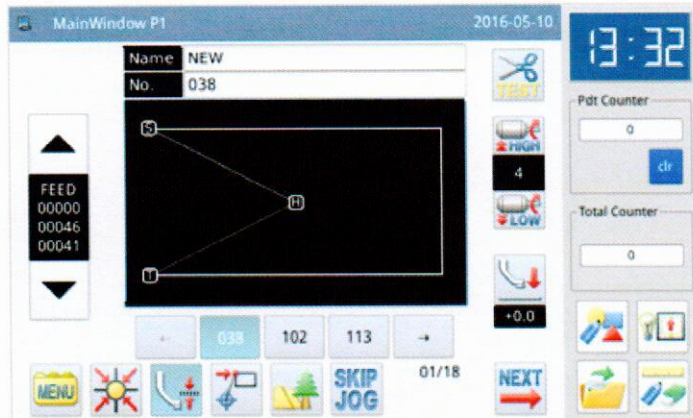 MainWindow P1 2016-05-10
Name NEW
No. 038
TEST
HIGH
4
LOW
+0.0
FEED
00000
00046
00041
S
H
T
← 038 102 113 →
01/18
MENU
SKIP
JOG
NEXT
13:32
Pdt Counter
0
clr
Total Counter
0